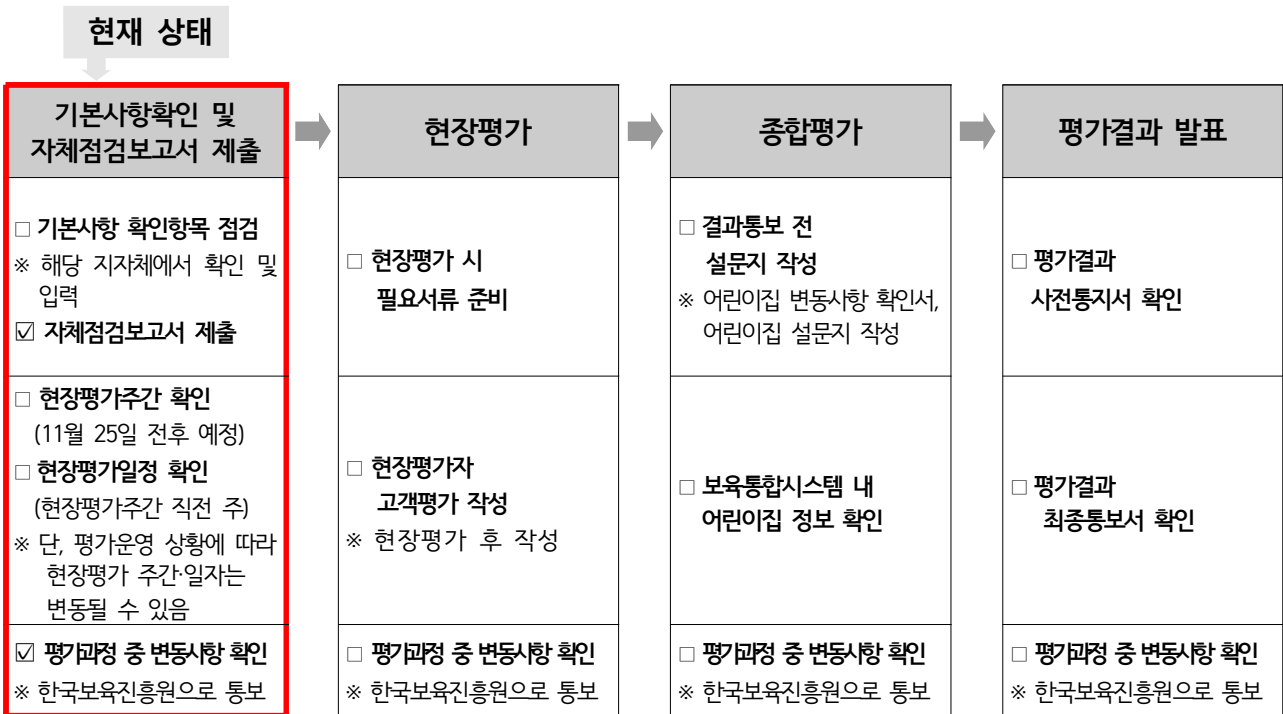 현재 상태
기본사항확인 및
자체점검보고서 제출
□ 기본사항 확인항목 점검
※ 해당 지자체에서 확인 및
입력
☑ 자체점검보고서 제출
□ 현장평가주간 확인
(11월 25일 전후 예정)
□ 현장평가일정 확인
(현장평가주간 직전 주)
※ 단, 평가운영 상황에 따라
현장평가 주간·일자는
변동될 수 있음
☑ 평가과정 중 변동사항 확인
※ 한국보육진흥원으로 통보
현장평가
□ 현장평가 시
필요서류 준비
□ 현장평가자
고객평가 작성
※ 현장평가 후 작성
□ 평가과정 중 변동사항 확인
※ 한국보육진흥원으로 통보
종합평가
□ 결과통보 전
설문지 작성
※ 어린이집 변동사항 확인서,
어린이집 설문지 작성
□ 보육통합시스템 내
어린이집 정보 확인
□ 평가과정 중 변동사항 확인
※ 한국보육진흥원으로 통보
평가결과 발표
□ 평가결과
사전통지서 확인
□ 평가결과
최종통보서 확인
□ 평가과정 중 변동사항 확인
※ 한국보육진흥원으로 통보